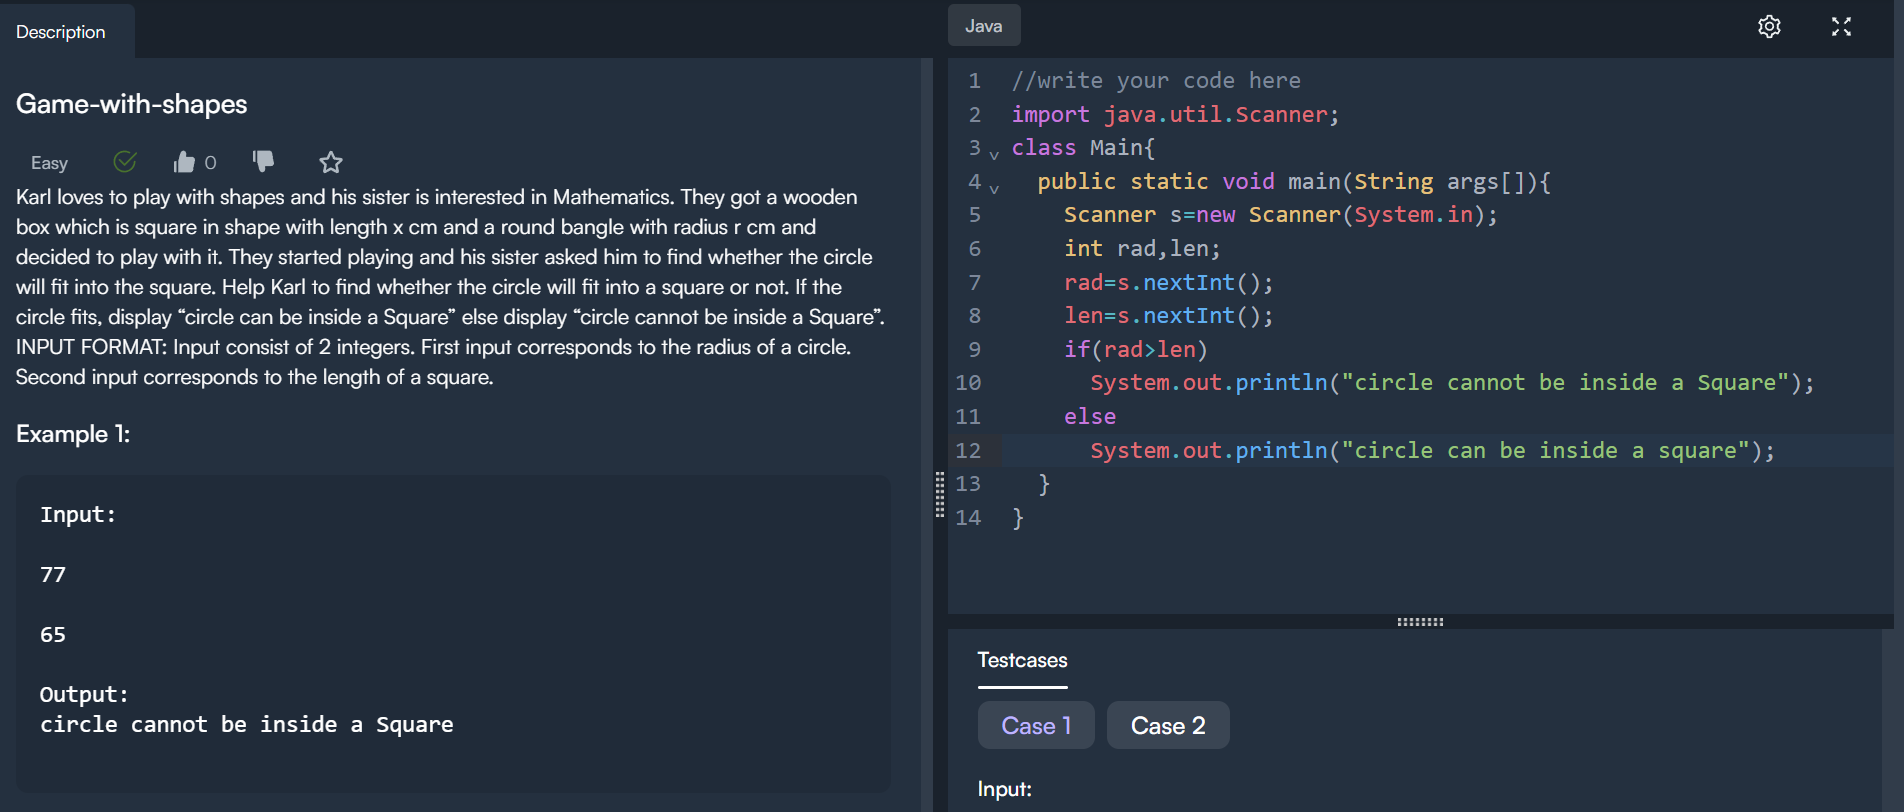 Description
Game-with-shapes
Easy 0
Karl loves to play with shapes and his sister is interested in Mathematics. They got a wooden
box which is square in shape with length x cm and a round bangle with radius r cm and
decided to play with it. They started playing and his sister asked him to find whether the circle
will fit into the square. Help Karl to find whether the circle will fit into a square or not. If the
circle fits, display “circle can be inside a Square” else display “circle cannot be inside a Square”.
INPUT FORMAT: Input consist of 2 integers. First input corresponds to the radius of a circle.
Second input corresponds to the length of a square.
Example 1:
Input:
77
65
Output:
circle cannot be inside a Square
Java
1 //write your code here
2 import java.util.Scanner;
3 class Main{
4 public static void main(String args[]){
5 Scanner s=new Scanner(System.in);
6 int rad,len;
7 rad=s.nextInt();
8 len=s.nextInt();
9 if(rad>len)
10 System.out.println("circle cannot be inside a Square");
11 else
12 System.out.println("circle can be inside a square");
13 }
14 }
Testcases
Case 1 Case 2
Input: